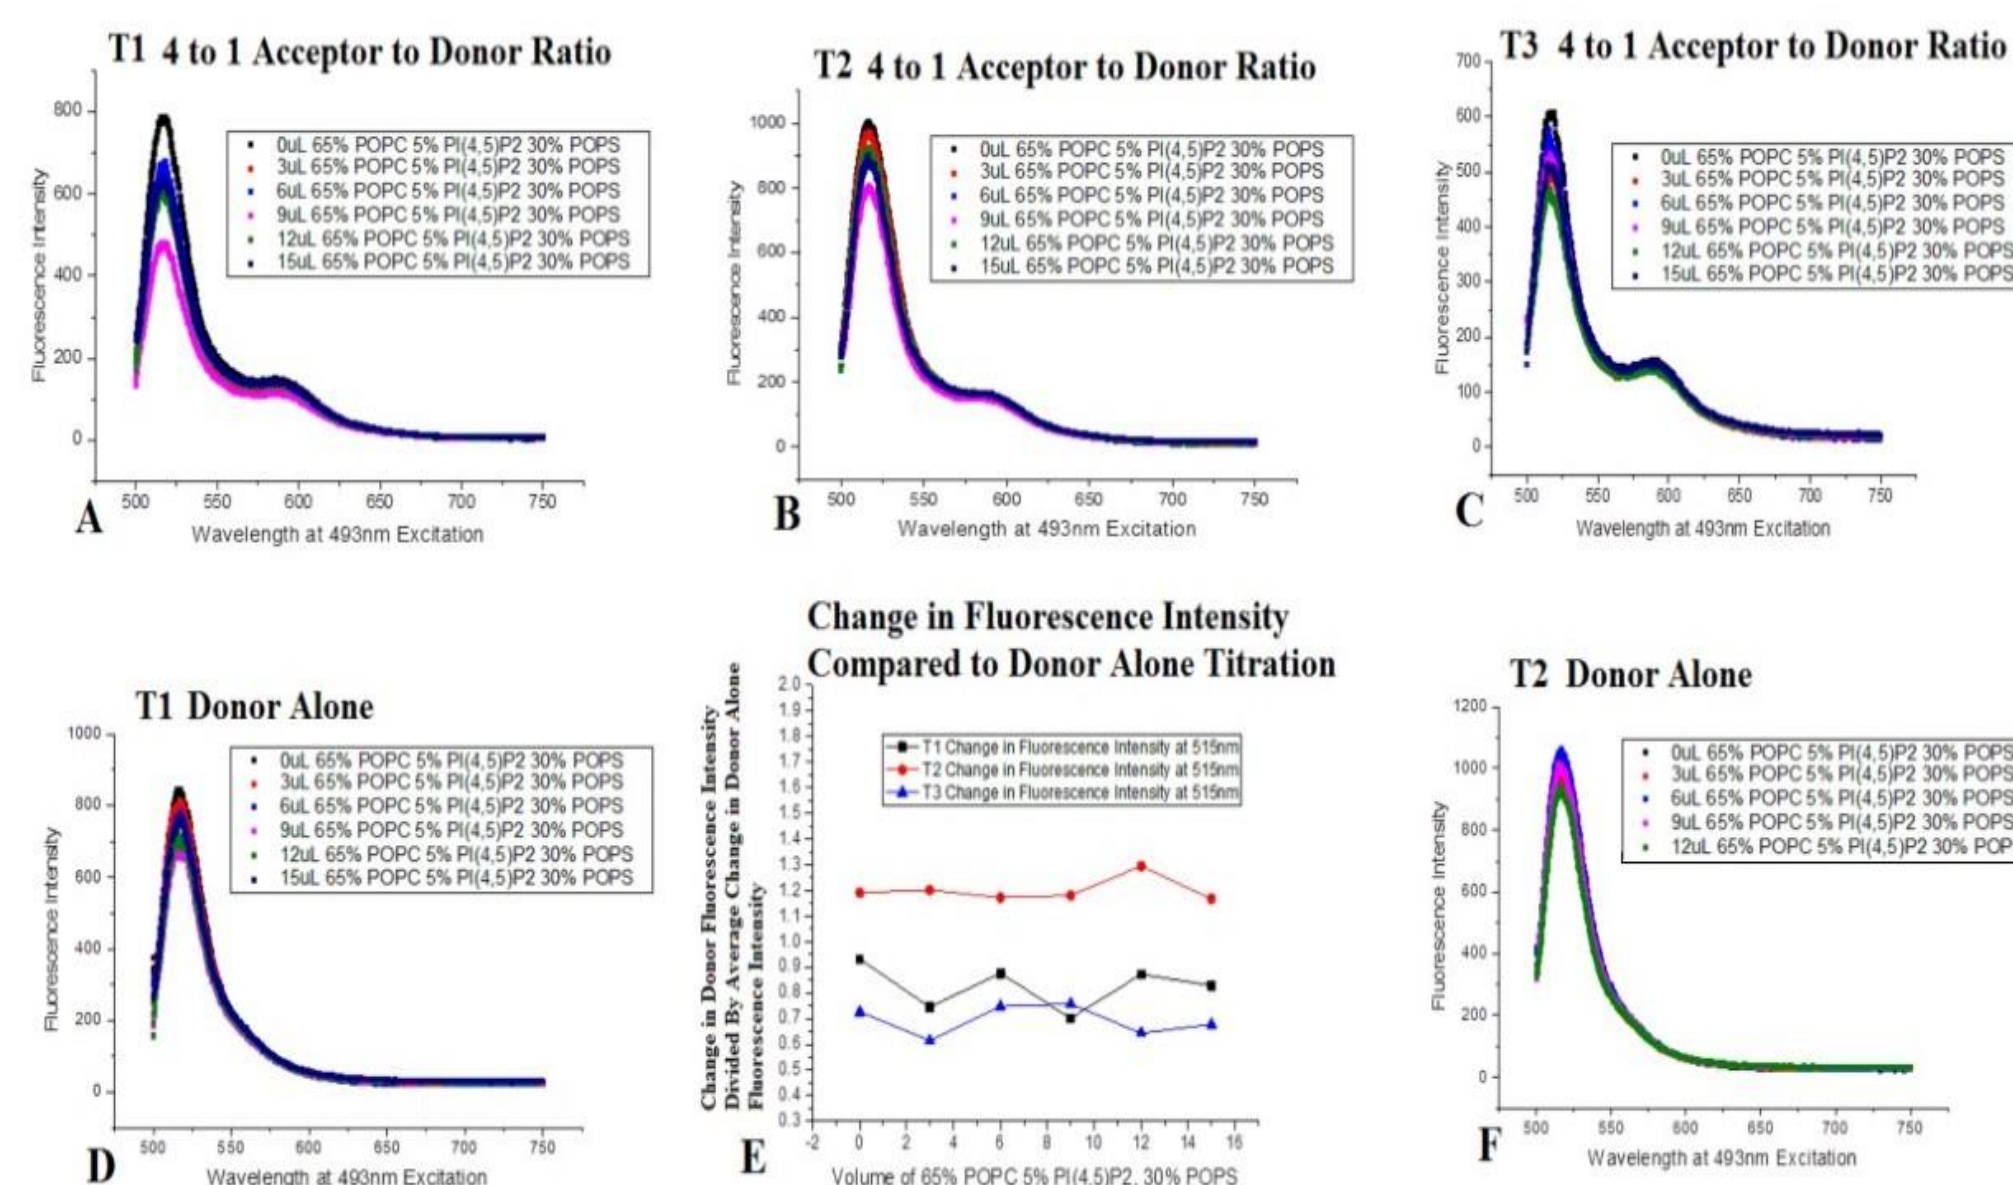 T1 4 to 1 Acceptor to Donor Ratio
Fluorescence Intensity
800
600
400
200
0
0uL 65% POPC 5% PI(4,5)P2 30% POPS
3uL 65% POPC 5% PI(4,5)P2 30% POPS
6uL 65% POPC 5% PI(4,5)P2 30% POPS
9uL 65% POPC 5% PI(4,5)P2 30% POPS
12uL 65% POPC 5% PI(4,5)P2 30% POPS
15uL 65% POPC 5% PI(4,5)P2 30% POPS
500 550 600 650 700 750
A
Wavelength at 493nm Excitation
T2 4 to 1 Acceptor to Donor Ratio
Fluorescence Intensity
1000
800
600
400
200
0
0uL 65% POPC 5% PI(4,5)P2 30% POPS
3uL 65% POPC 5% PI(4,5)P2 30% POPS
6uL 65% POPC 5% PI(4,5)P2 30% POPS
9uL 65% POPC 5% PI(4,5)P2 30% POPS
12uL 65% POPC 5% PI(4,5)P2 30% POPS
15uL 65% POPC 5% PI(4,5)P2 30% POPS
500 550 600 650 700 750
B
Wavelength at 493nm Excitation
T3 4 to 1 Acceptor to Donor Ratio
Fluorescence Intensity
700
600
500
400
300
200
100
0
0uL 65% POPC 5% PI(4,5)P2 30% POPS
3uL 65% POPC 5% PI(4,5)P2 30% POPS
6uL 65% POPC 5% PI(4,5)P2 30% POPS
9uL 65% POPC 5% PI(4,5)P2 30% POPS
12uL 65% POPC 5% PI(4,5)P2 30% POPS
15uL 65% POPC 5% PI(4,5)P2 30% POPS
500 550 600 650 700 750
C
Wavelength at 493nm Excitation
T1 Donor Alone
Fluorescence Intensity
1000
800
600
400
200
0
0uL 65% POPC 5% PI(4,5)P2 30% POPS
3uL 65% POPC 5% PI(4,5)P2 30% POPS
6uL 65% POPC 5% PI(4,5)P2 30% POPS
9uL 65% POPC 5% PI(4,5)P2 30% POPS
12uL 65% POPC 5% PI(4,5)P2 30% POPS
15uL 65% POPC 5% PI(4,5)P2 30% POPS
500 550 600 650 700 750
D
Wavelength at 493nm Excitation
Change in Fluorescence Intensity
Compared to Donor Alone Titration
Change in Donor Fluorescence Intensity
Divided By Average Change in Donor Alone
Fluorescence Intensity
2.0
1.9
1.8
1.7
1.6
1.5
1.4
1.3
1.2
1.1
1.0
0.9
0.8
0.7
0.6
0.5
0.4
0.3
T1 Change in Fluorescence Intensity at 515nm
T2 Change in Fluorescence Intensity at 515nm
T3 Change in Fluorescence Intensity at 515nm
-2 0 2 4 6 8 10 12 14 16
E
Volume of 65% POPC 5% PI(4,5)P2, 30% POPS
T2 Donor Alone
Fluorescence Intensity
1200
1000
800
600
400
200
0
0uL 65% POPC 5% PI(4,5)P2 30% POPS
3uL 65% POPC 5% PI(4,5)P2 30% POPS
6uL 65% POPC 5% PI(4,5)P2 30% POPS
9uL 65% POPC 5% PI(4,5)P2 30% POPS
12uL 65% POPC 5% PI(4,5)P2 30% POP
500 550 600 650 700 750
F
Wavelength at 493nm Excitation